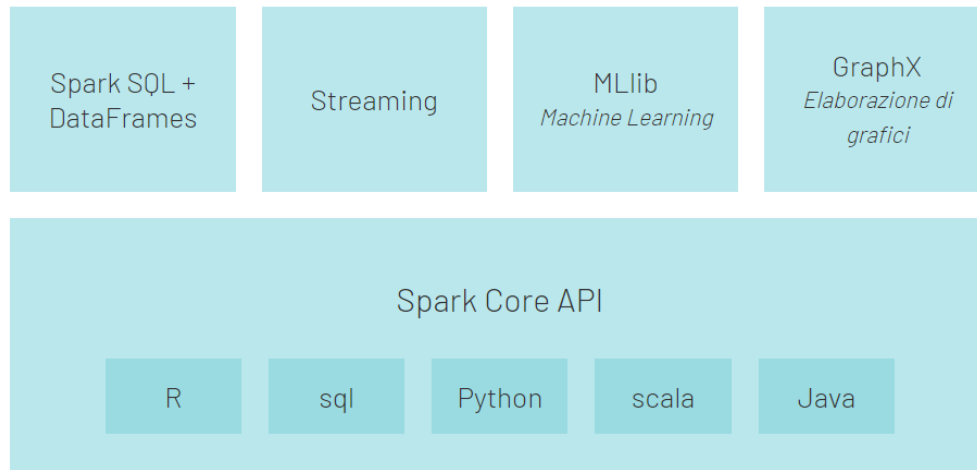 Spark SQL +
DataFrames
Streaming
MLlib
Machine Learning
GraphX
Elaborazione di
grafici
Spark Core API
R
sql
Python
scala
Java